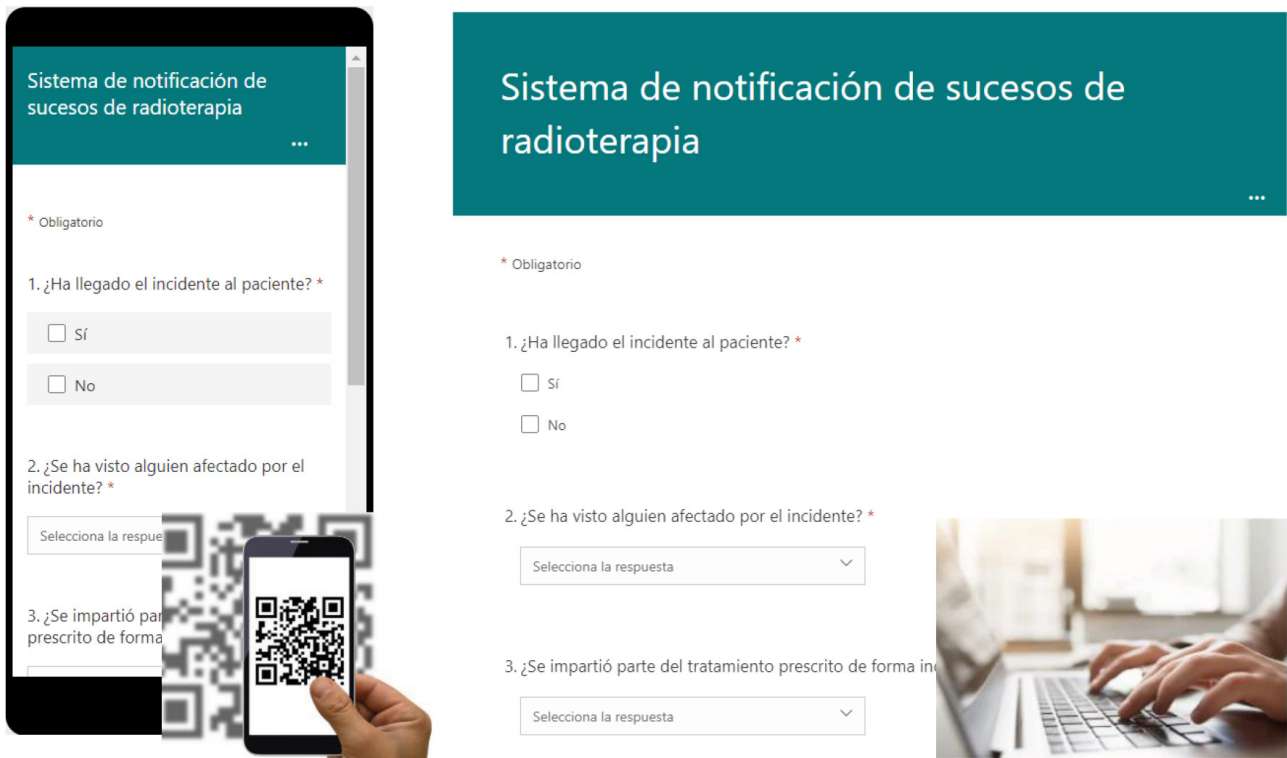 Sistema de notificación de
sucesos de radioterapia
* Obligatorio
1. ¿Ha llegado el incidente al paciente? *
Sí
No
2. ¿Se ha visto alguien afectado por el
incidente? *
Selecciona la
3. ¿Se impartió
prescrito de forma
Sistema de notificación de sucesos de
radioterapia
* Obligatorio
1. ¿Ha llegado el incidente al paciente? *
Sí
No
2. ¿Se ha visto alguien afectado por el incidente? *
Selecciona la respuesta
3. ¿Se impartió parte del tratamiento prescrito de forma
Selecciona la respuesta